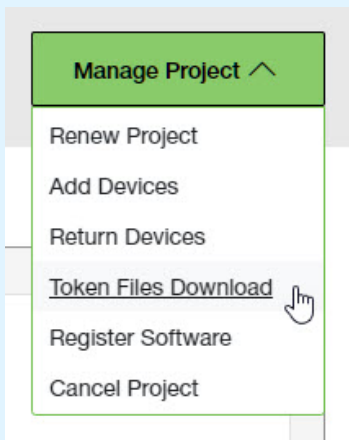 Manage Project
Renew Project
Add Devices
Return Devices
Token Files Download
Register Software
Cancel Project